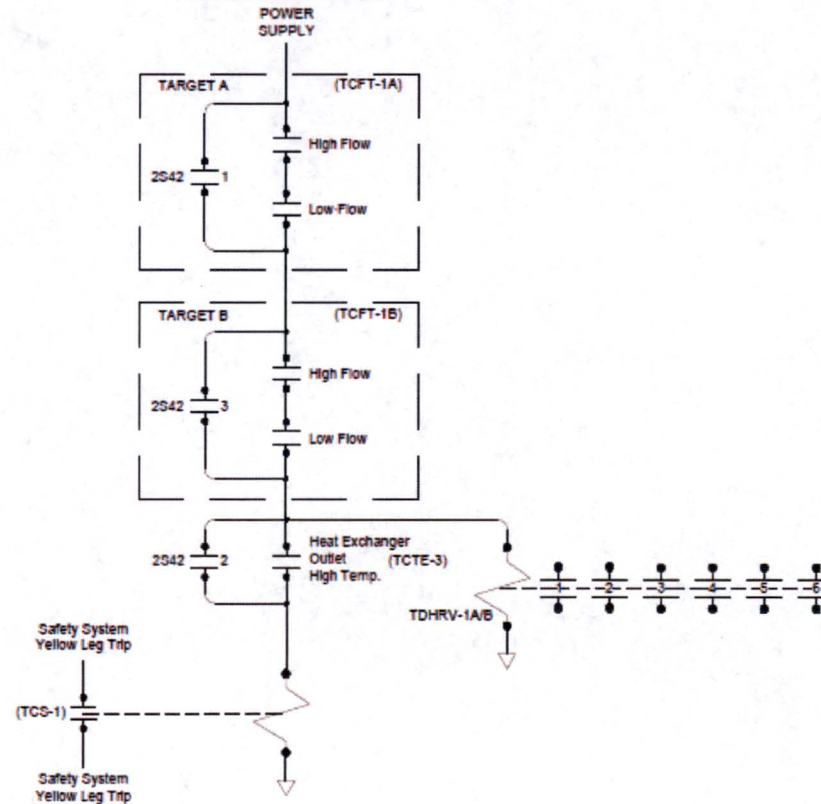 POWER
SUPPLY
TARGET A
(TCFT-1A)
High Flow
2S42
1
Low-Flow
TARGET B
(TCFT-1B)
High Flow
2S42
3
Low Flow
2S42
2
Heat Exchanger
Outlet
High Temp.
(TCTE-3)
1
2
3
4
5
6
TDHRV-1A/B
Safety System
Yellow Leg Trip
(TCS-1)
Safety System
Yellow Leg Trip